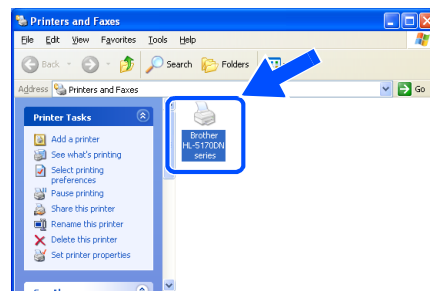 Printers and Faxes
File Edit View Favorites Tools Help
Back Search Folders
Address Printers and Faxes Go
Printer Tasks
Add a printer
See what's printing
Select printing
preferences
Pause printing
Share this printer
Rename this printer
Delete this printer
Set printer properties
Brother
HL-5170DN
series